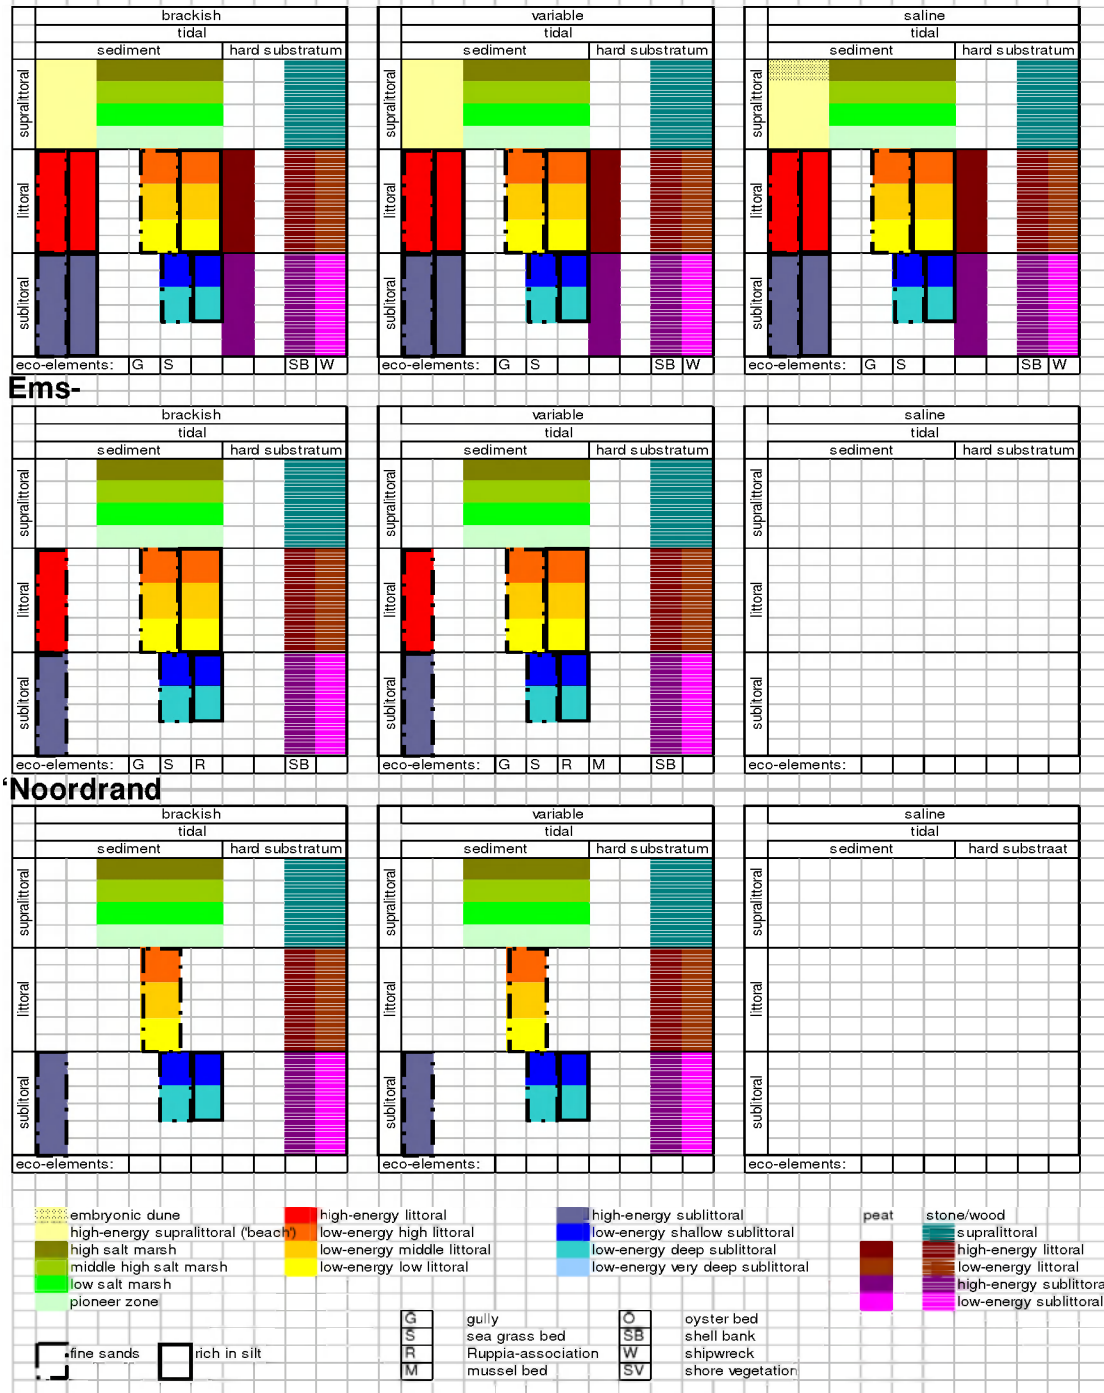 brackish variable saline
tidal tidal tidal
sediment hard substratum sediment hard substratum sediment hard substratum
supralittoral supralittoral supralittoral
littoral littoral littoral
sublitoral sublitoral sublitoral
eco-elements: G S SB W eco-elements: G S SB W eco-elements: G S SB W
Ems-
brackish variable saline
tidal tidal tidal
sediment hard substratum sediment hard substratum sediment hard substratum
supralittoral supralittoral supralittoral
littoral littoral littoral
sublitoral sublitoral sublitoral
eco-elements: G S R SB eco-elements: G S R M SB eco-elements:
'Noordrand
brackish variable saline
tidal tidal tidal
sediment hard substratum sediment hard substratum sediment hard substraat
supralittoral supralittoral supralittoral
littoral littoral littoral
sublitoral sublitoral sublitoral
eco-elements: eco-elements: eco-elements:
embryonic dune high-energy littoral high-energy sublittoral peat stone/wood
high-energy supralittoral ('beach') low-energy high littoral low-energy shallow sublittoral supralittoral
high salt marsh low-energy middle littoral low-energy deep sublittoral high-energy littoral
middle high salt marsh low-energy low littoral low-energy very deep sublittoral low-energy littoral
low salt marsh high-energy sublittora
pioneer zone low-energy sublittoral
G gully O oyster bed
S sea grass bed SB shell bank
fine sands rich in silt R Ruppia-association W shipwreck
M mussel bed SV shore vegetation